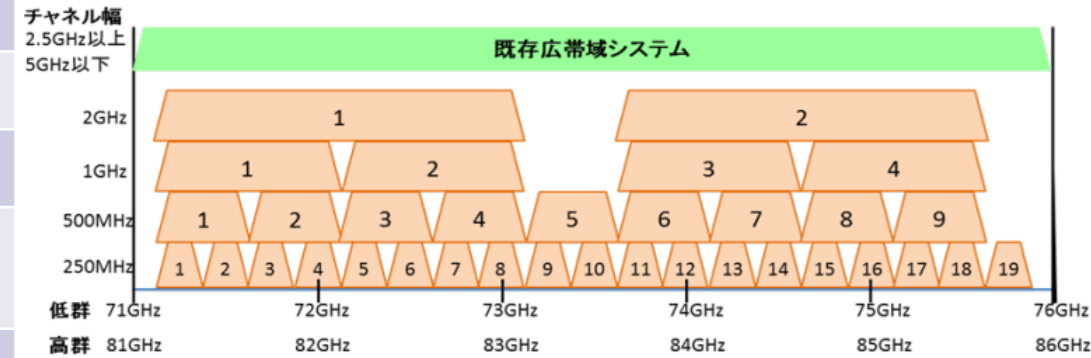 チャネル幅
2.5GHz以上
5GHz以下
既存広帯域システム
2GHz 1 2
1GHz 1 2 3 4
500MHz 1 2 3 4 5 6 7 8 9
250MHz 1 2 3 4 5 6 7 8 9 10 11 12 13 14 15 16 17 18 19
低群 71GHz 72GHz 73GHz 74GHz 75GHz 76GHz
高群 81GHz 82GHz 83GHz 84GHz 85GHz 86GHz